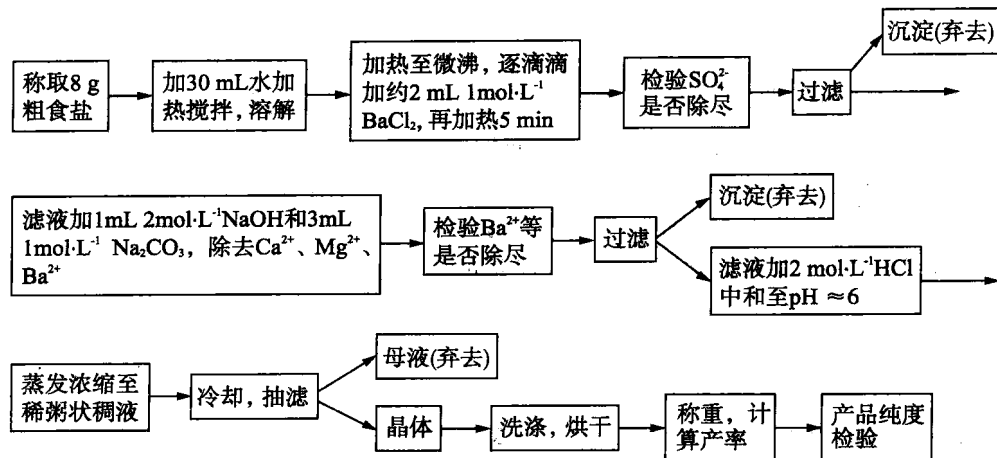 称取8 g
粗食盐
加30 mL水加
热搅拌,溶解
加热至微沸,逐滴滴
加约2 mL 1mol·L⁻¹
BaCl₂,再加热5 min
检验SO₄²⁻
是否除尽
过滤
沉淀(弃去)
滤液加1mL 2mol·L⁻¹NaOH和3mL
1mol·L⁻¹ Na₂CO₃,除去Ca²⁺、Mg²⁺、
Ba²⁺
检验Ba²⁺等
是否除尽
过滤
沉淀(弃去)
滤液加2 mol·L⁻¹HCl
中和至pH ≈6
蒸发浓缩至
稀粥状稠液
冷却,抽滤
母液(弃去)
晶体
洗涤,烘干
称重,计
算产率
产品纯度
检验